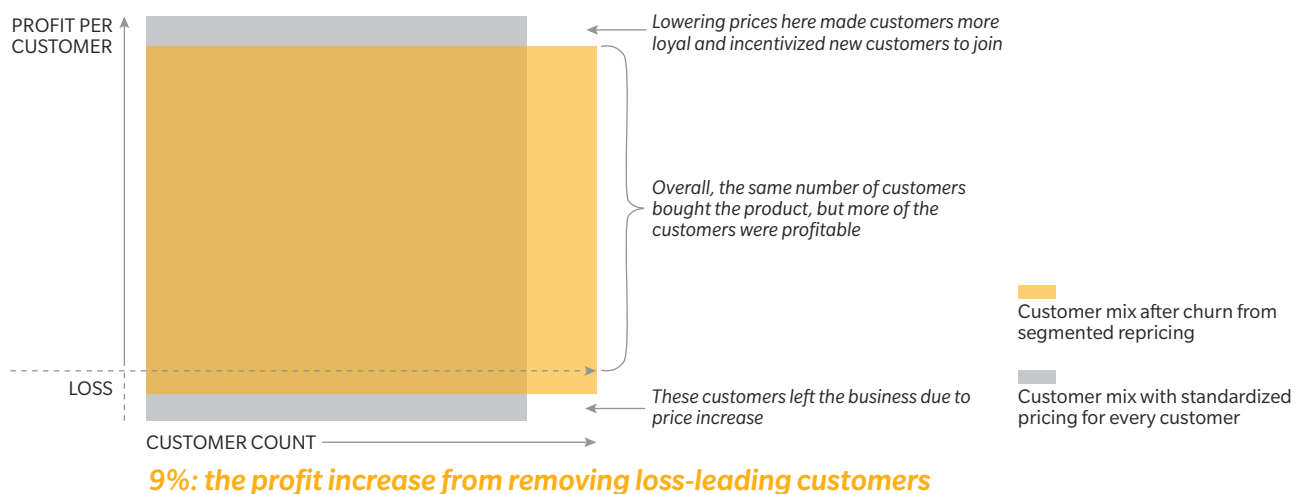 PROFIT PER
CUSTOMER
Lowering prices here made customers more
loyal and incentivized new customers to join
Overall, the same number of customers
bought the product, but more of the
customers were profitable
Customer mix after churn from
segmented repricing
LOSS
These customers left the business due to
price increase
Customer mix with standardized
pricing for every customer
CUSTOMER COUNT
9%: the profit increase from removing loss-leading customers